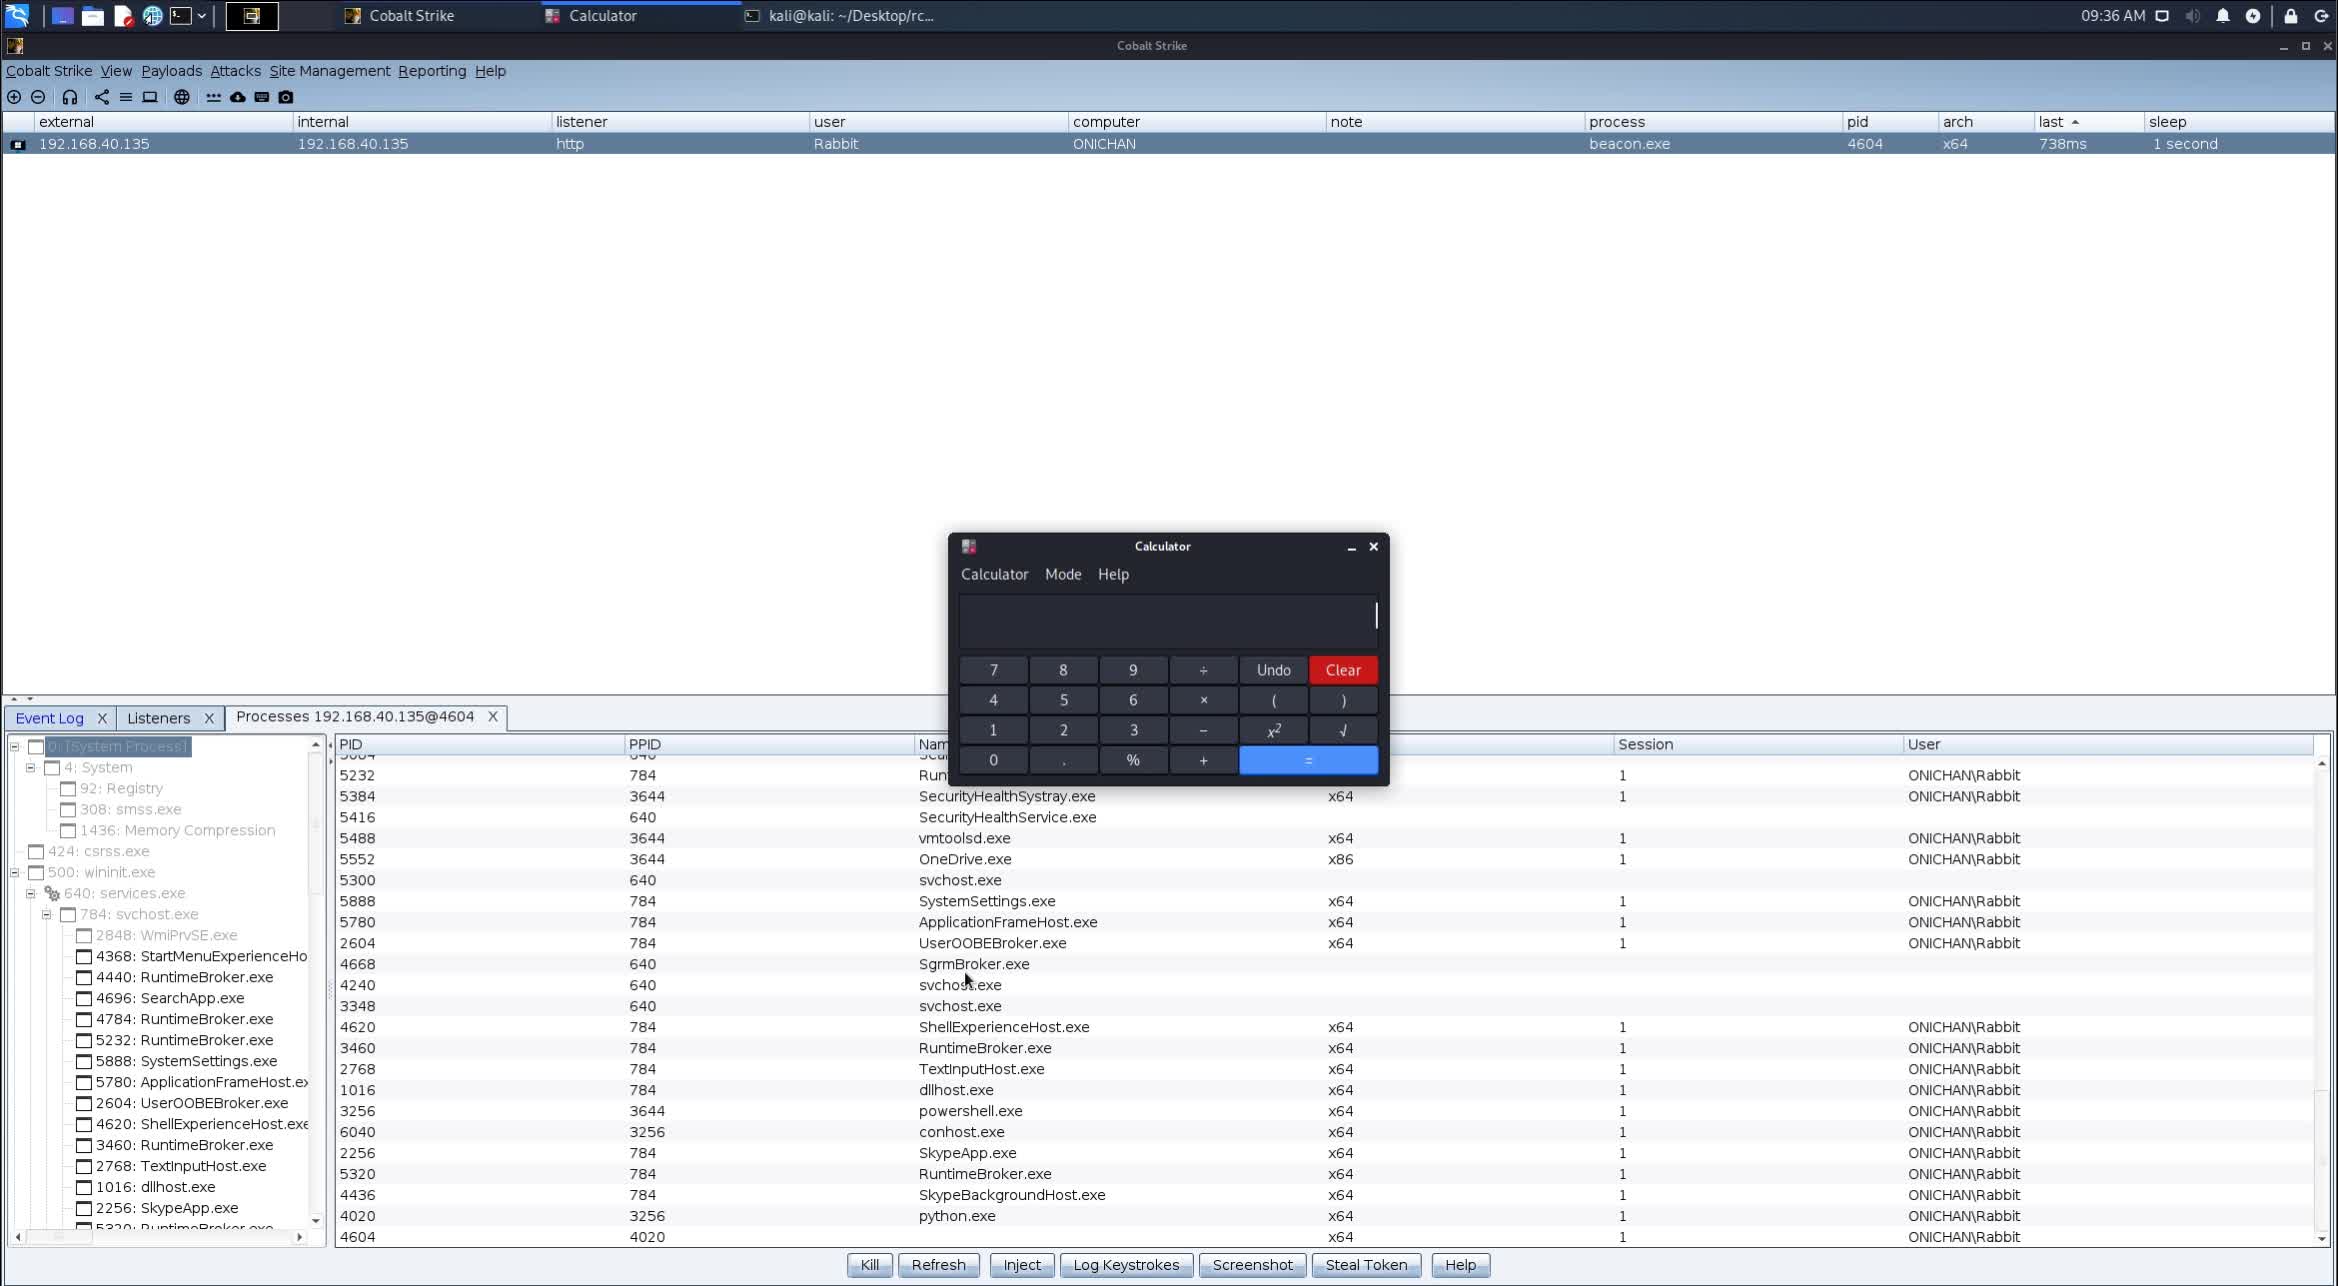 Cobalt Strike Calculator kali@kali: ~/Desktop/rc... 09:36 AM
Cobalt Strike
Cobalt Strike View Payloads Attacks Site Management Reporting Help
external internal listener user computer note process pid arch last sleep
192.168.40.135 192.168.40.135 http Rabbit ONICHAN beacon.exe 4604 x64 738ms 1 second
Calculator
Calculator Mode Help
7 8 9 ÷ Undo Clear
4 5 6 × ( )
1 2 3 − x² √
0 . % + =
Event Log X Listeners X Processes 192.168.40.135@4604 X
0: [System Process]
4: System
92: Registry
308: smss.exe
1436: Memory Compression
424: csrss.exe
500: wininit.exe
640: services.exe
784: svchost.exe
2848: WmiPrvSE.exe
4368: StartMenuExperienceHo
4440: RuntimeBroker.exe
4696: SearchApp.exe
4784: RuntimeBroker.exe
5232: RuntimeBroker.exe
5888: SystemSettings.exe
5780: ApplicationFrameHost.ex
2604: UserOOBEBroker.exe
4620: ShellExperienceHost.exe
3460: RuntimeBroker.exe
2768: TextInputHost.exe
1016: dllhost.exe
2256: SkypeApp.exe
5320: RuntimeBroker.exe
PID PPID Nam Session User
5232 784 Run 1 ONICHAN\Rabbit
5384 3644 SecurityHealthSystray.exe x64 1 ONICHAN\Rabbit
5416 640 SecurityHealthService.exe
5488 3644 vmtoolsd.exe x64 1 ONICHAN\Rabbit
5552 3644 OneDrive.exe x86 1 ONICHAN\Rabbit
5300 640 svchost.exe
5888 784 SystemSettings.exe x64 1 ONICHAN\Rabbit
5780 784 ApplicationFrameHost.exe x64 1 ONICHAN\Rabbit
2604 784 UserOOBEBroker.exe x64 1 ONICHAN\Rabbit
4668 640 SgrmBroker.exe
4240 640 svchost.exe
3348 640 svchost.exe
4620 784 ShellExperienceHost.exe x64 1 ONICHAN\Rabbit
3460 784 RuntimeBroker.exe x64 1 ONICHAN\Rabbit
2768 784 TextInputHost.exe x64 1 ONICHAN\Rabbit
1016 784 dllhost.exe x64 1 ONICHAN\Rabbit
3256 3644 powershell.exe x64 1 ONICHAN\Rabbit
6040 3256 conhost.exe x64 1 ONICHAN\Rabbit
2256 784 SkypeApp.exe x64 1 ONICHAN\Rabbit
5320 784 RuntimeBroker.exe x64 1 ONICHAN\Rabbit
4436 784 SkypeBackgroundHost.exe x64 1 ONICHAN\Rabbit
4020 3256 python.exe x64 1 ONICHAN\Rabbit
4604 4020 x64 1 ONICHAN\Rabbit
Kill Refresh Inject Log Keystrokes Screenshot Steal Token Help